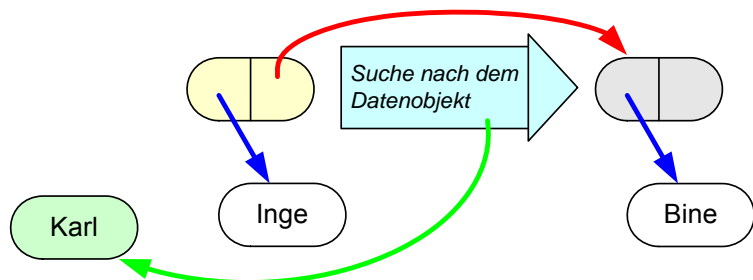 Suche nach dem
Datenobjekt
Karl
Inge
Bine